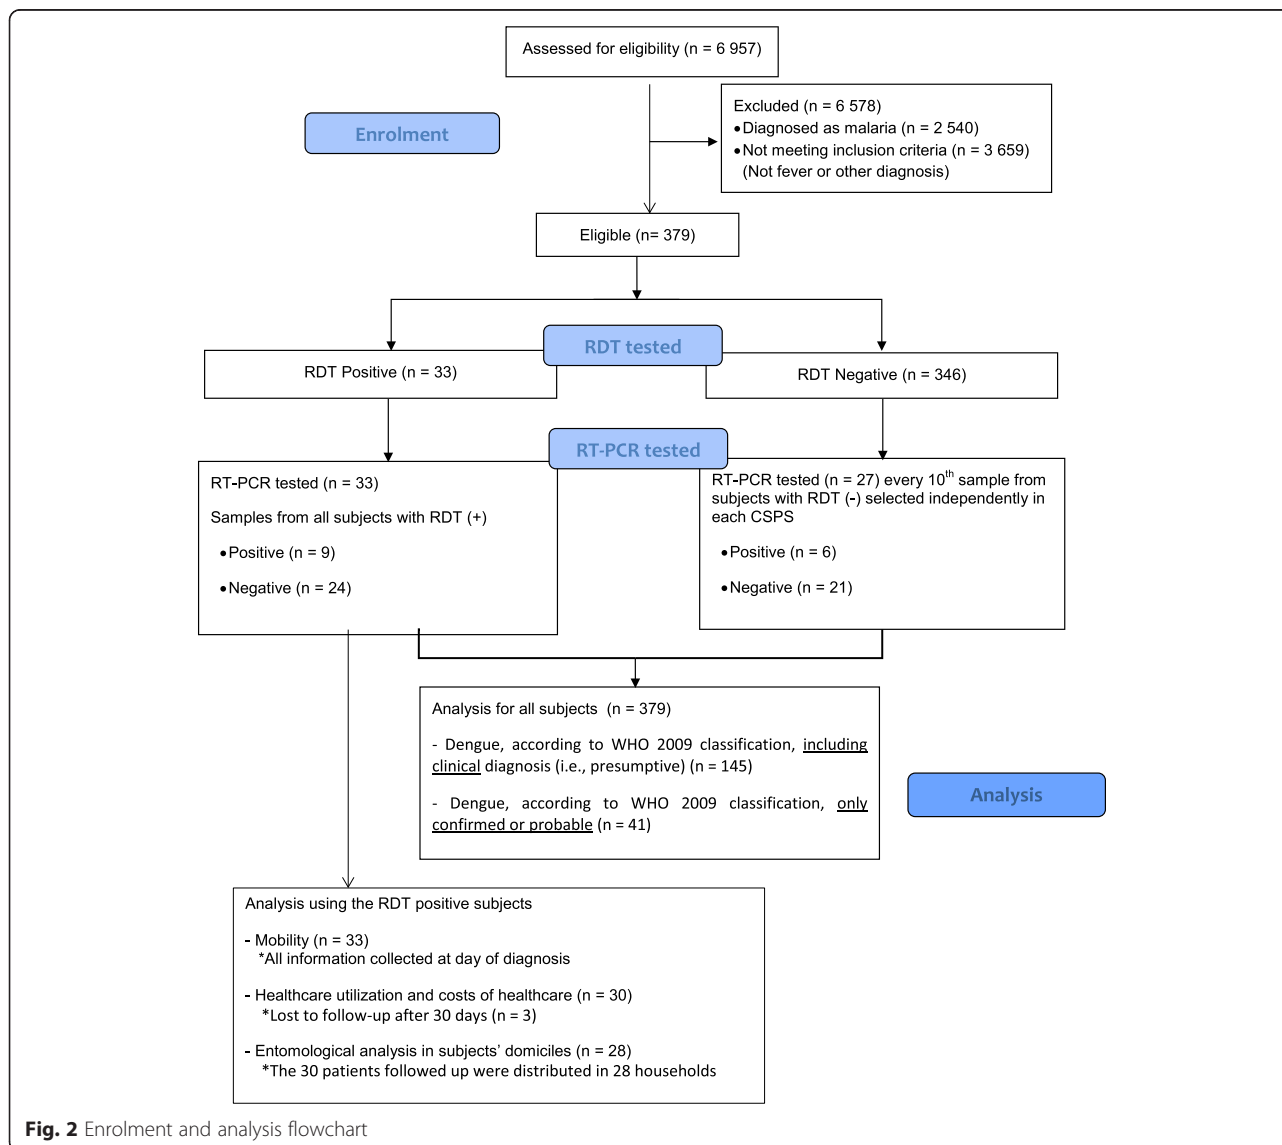 Assessed for eligibility (n = 6 957)
Excluded (n = 6 578)
•Diagnosed as malaria (n = 2 540)
•Not meeting inclusion criteria (n = 3 659)
(Not fever or other diagnosis)
Enrolment
Eligible (n= 379)
RDT tested
RDT Positive (n = 33)
RDT Negative (n = 346)
RT-PCR tested
RT-PCR tested (n = 33)
Samples from all subjects with RDT (+)
•Positive (n = 9)
•Negative (n = 24)
RT-PCR tested (n = 27) every 10th sample from
subjects with RDT (-) selected independently in
each CSPS
•Positive (n = 6)
•Negative (n = 21)
Analysis for all subjects (n = 379)
- Dengue, according to WHO 2009 classification, including
clinical diagnosis (i.e., presumptive) (n = 145)
- Dengue, according to WHO 2009 classification, only
confirmed or probable (n = 41)
Analysis
Analysis using the RDT positive subjects
- Mobility (n = 33)
*All information collected at day of diagnosis
- Healthcare utilization and costs of healthcare (n = 30)
*Lost to follow-up after 30 days (n = 3)
- Entomological analysis in subjects' domiciles (n = 28)
*The 30 patients followed up were distributed in 28 households
Fig. 2 Enrolment and analysis flowchart